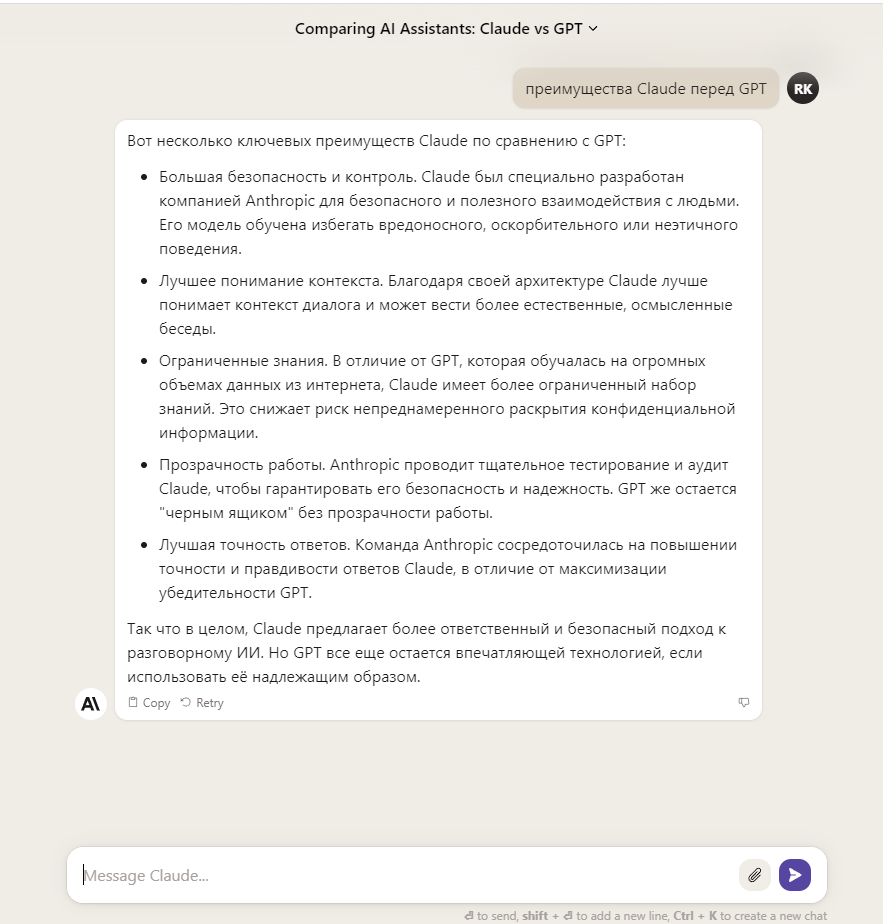 Comparing AI Assistants: Claude vs GPT
преимущества Claude перед GPT
RK
Вот несколько ключевых преимуществ Claude по сравнению с GPT:
• Большая безопасность и контроль. Claude был специально разработан
компанией Anthropic для безопасного и полезного взаимодействия с людьми.
Его модель обучена избегать вредоносного, оскорбительного или неэтичного
поведения.
• Лучшее понимание контекста. Благодаря своей архитектуре Claude лучше
понимает контекст диалога и может вести более естественные, осмысленные
беседы.
• Ограниченные знания. В отличие от GPT, которая обучалась на огромных
объемах данных из интернета, Claude имеет более ограниченный набор
знаний. Это снижает риск непреднамеренного раскрытия конфиденциальной
информации.
• Прозрачность работы. Anthropic проводит тщательное тестирование и аудит
Claude, чтобы гарантировать его безопасность и надежность. GPT же остается
"черным ящиком" без прозрачности работы.
• Лучшая точность ответов. Команда Anthropic сосредоточилась на повышении
точности и правдивости ответов Claude, в отличие от максимизации
убедительности GPT.
Так что в целом, Claude предлагает более ответственный и безопасный подход к
разговорному ИИ. Но GPT все еще остается впечатляющей технологией, если
использовать её надлежащим образом.
A\
Copy Retry
Message Claude...
⏎ to send, shift + ⏎ to add a new line, Ctrl + K to create a new chat